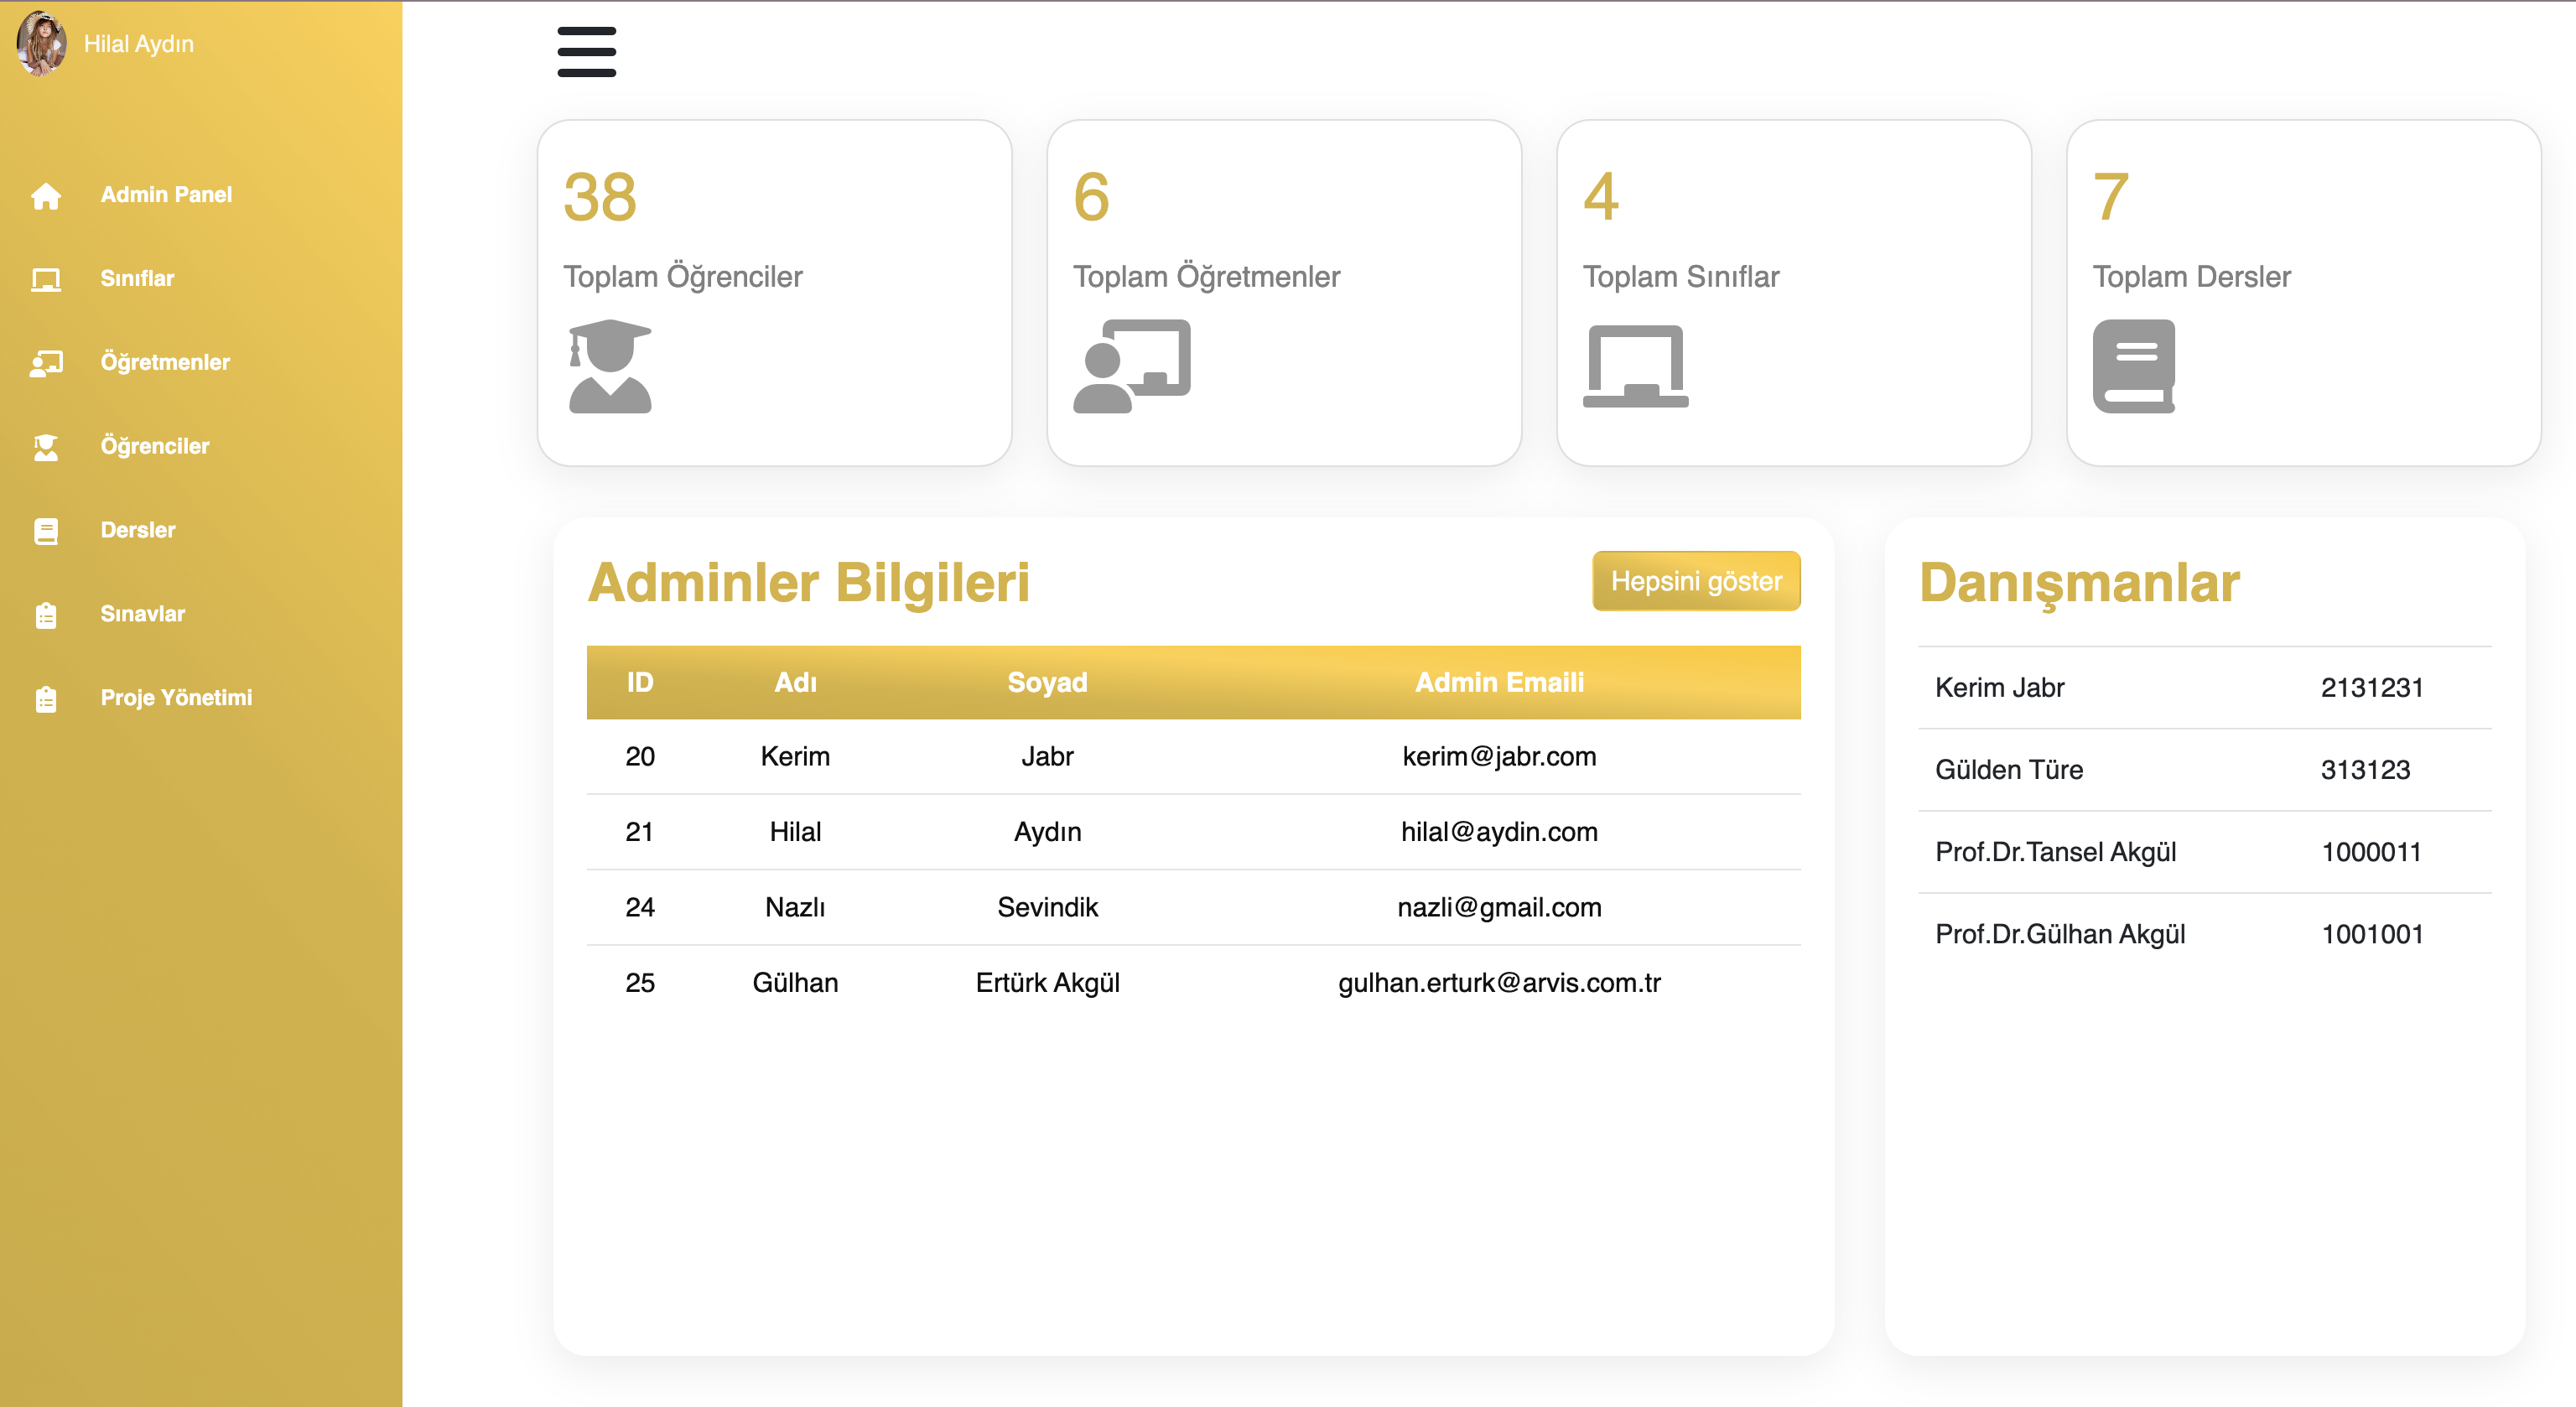 Hilal Aydın
Admin Panel
Sınıflar
Öğretmenler
Öğrenciler
Dersler
Sınavlar
Proje Yönetimi
38
Toplam Öğrenciler
6
Toplam Öğretmenler
4
Toplam Sınıflar
7
Toplam Dersler
Adminler Bilgileri
Hepsini göster
ID Adı Soyad Admin Emaili
20 Kerim Jabr kerim@jabr.com
21 Hilal Aydın hilal@aydin.com
24 Nazlı Sevindik nazli@gmail.com
25 Gülhan Ertürk Akgül gulhan.erturk@arvis.com.tr
Danışmanlar
Kerim Jabr 2131231
Gülden Türe 313123
Prof.Dr.Tansel Akgül 1000011
Prof.Dr.Gülhan Akgül 1001001